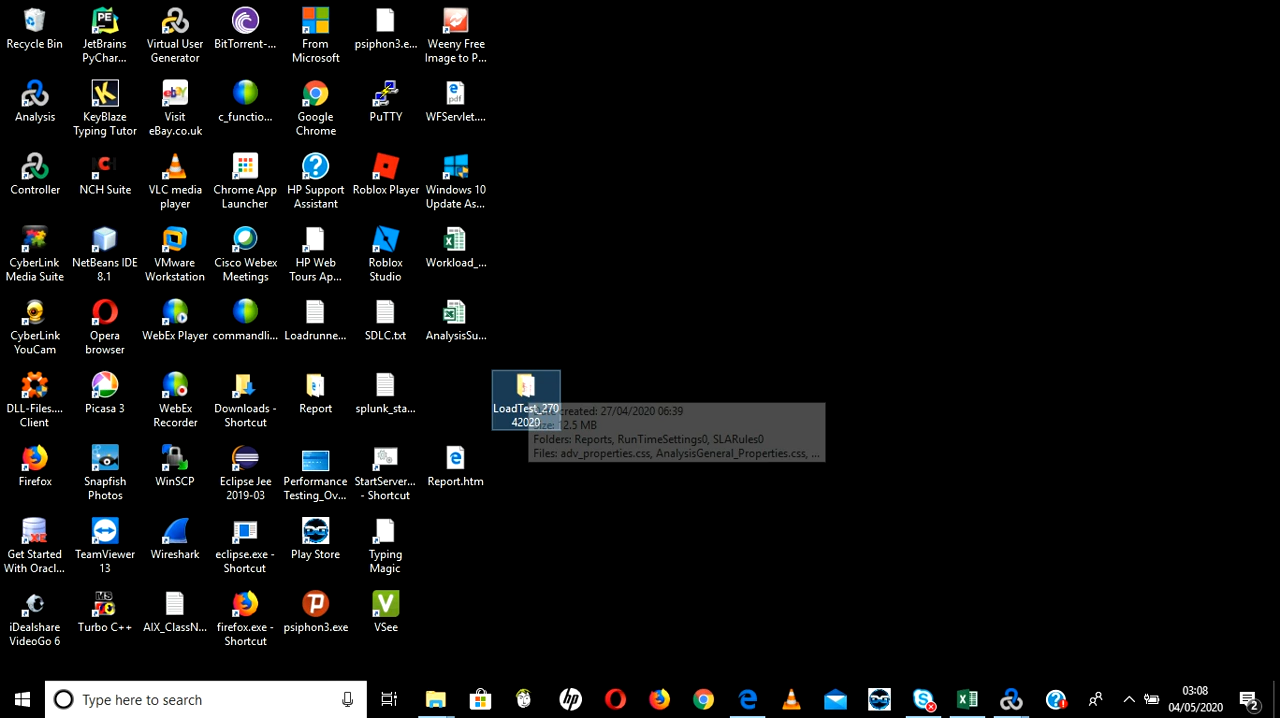 Recycle Bin
JetBrains
PyChar...
Virtual User
Generator
BitTorrent-...
From
Microsoft
psiphon3.e...
Weeny Free
Image to P...
Analysis
KeyBlaze
Typing Tutor
Visit
eBay.co.uk
c_functio...
Google
Chrome
PuTTY
WFServlet....
Controller
NCH Suite
VLC media
player
Chrome App
Launcher
HP Support
Assistant
Roblox Player
Windows 10
Update As...
CyberLink
Media Suite
NetBeans IDE
8.1
VMware
Workstation
Cisco Webex
Meetings
HP Web
Tours Ap...
Roblox
Studio
Workload_...
CyberLink
YouCam
Opera
browser
WebEx Player
commandli...
Loadrunne...
SDLC.txt
AnalysisSu...
DLL-Files....
Client
Picasa 3
WebEx
Recorder
Downloads -
Shortcut
Report
splunk_sta...
LoadTest_270
42020
created: 27/04/2020 06:39
2.5 MB
Folders: Reports, RunTimeSettings0, SLARules0
Files: adv_properties.css, AnalysisGeneral_Properties.css, ...
Firefox
Snapfish
Photos
WinSCP
Eclipse Jee
2019-03
Performance
Testing_Ov...
StartServer...
- Shortcut
Report.htm
Get Started
With Oracl...
TeamViewer
13
Wireshark
eclipse.exe -
Shortcut
Play Store
Typing
Magic
iDealshare
VideoGo 6
Turbo C++
AIX_ClassN...
firefox.exe -
Shortcut
psiphon3.exe
VSee
Type here to search
03:08
04/05/2020
2